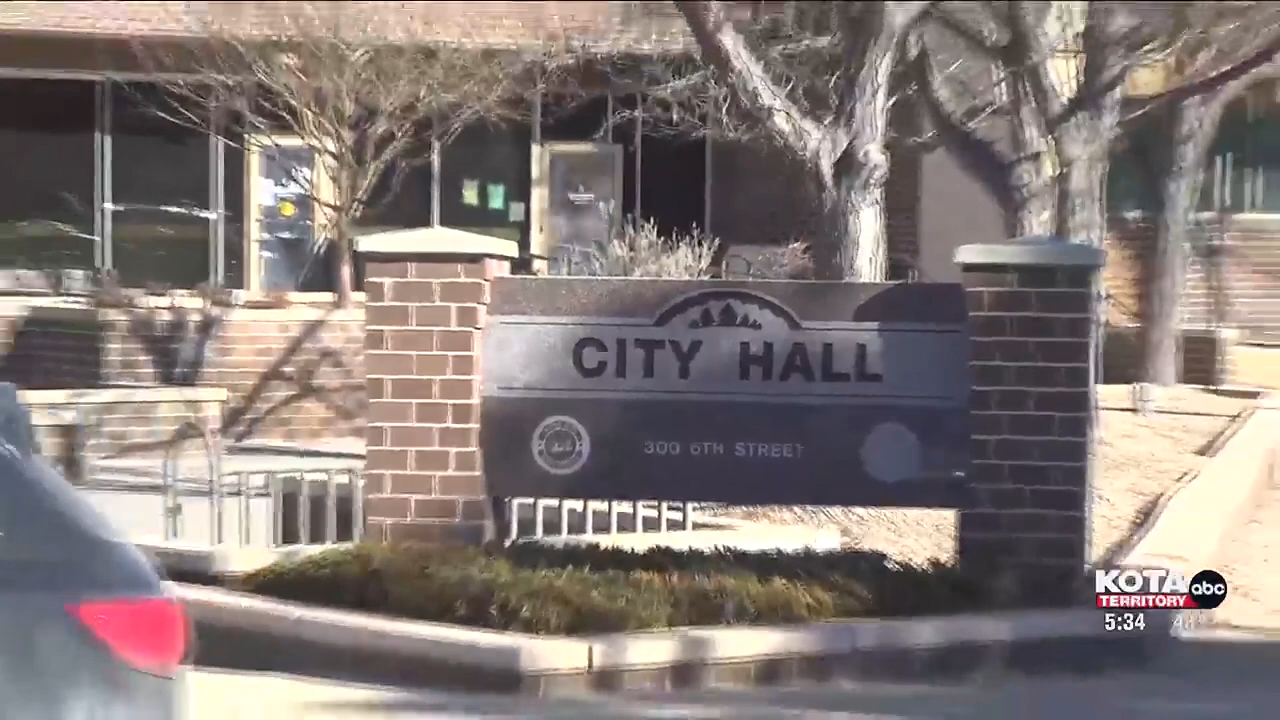 CITY HALL
300 6TH STREET
KOTA abc
TERRITORY
5:34